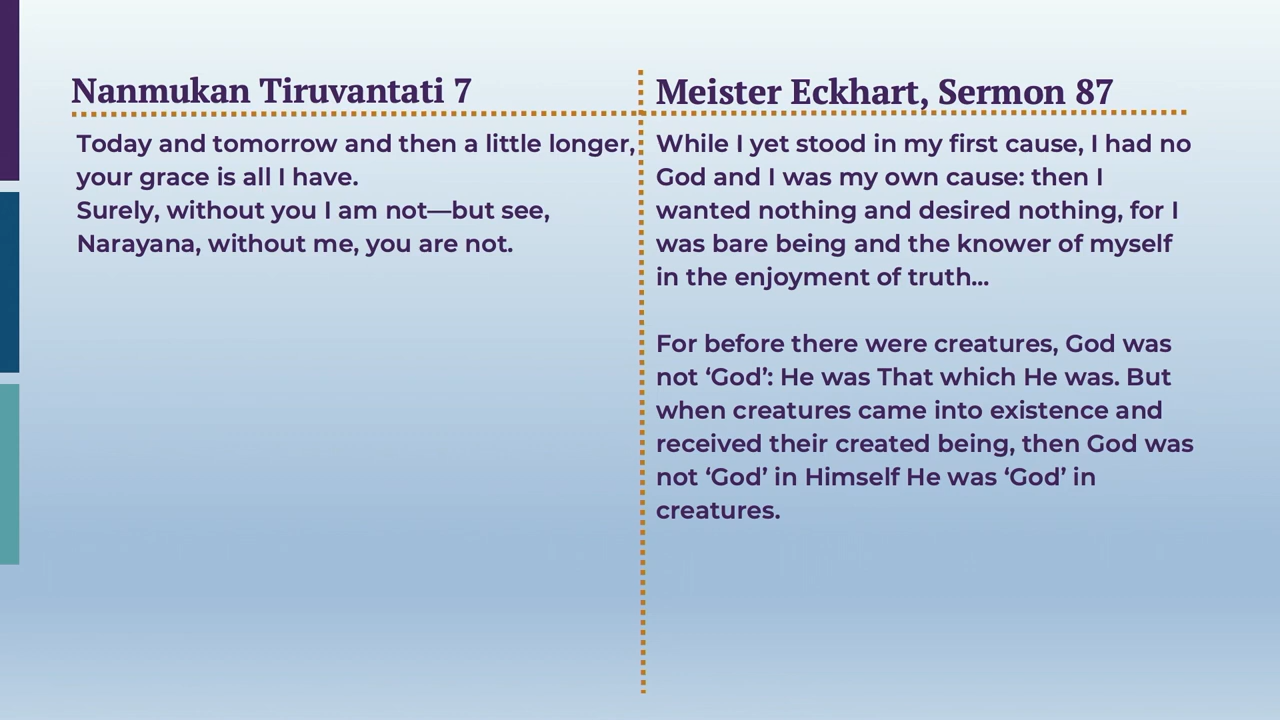 Nanmukan Tiruvantati 7
Today and tomorrow and then a little longer,
your grace is all I have.
Surely, without you I am not—but see,
Narayana, without me, you are not.
Meister Eckhart, Sermon 87
While I yet stood in my first cause, I had no
God and I was my own cause: then I
wanted nothing and desired nothing, for I
was bare being and the knower of myself
in the enjoyment of truth...
For before there were creatures, God was
not ‘God’: He was That which He was. But
when creatures came into existence and
received their created being, then God was
not ‘God’ in Himself He was ‘God’ in
creatures.